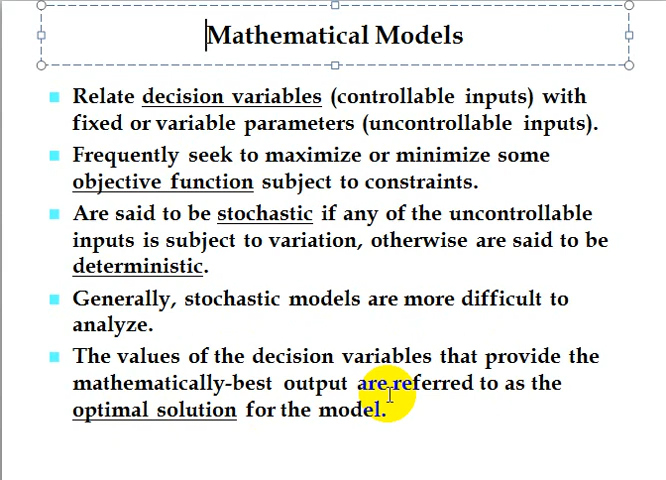 Mathematical Models
Relate decision variables (controllable inputs) with
fixed or variable parameters (uncontrollable inputs).
Frequently seek to maximize or minimize some
objective function subject to constraints.
Are said to be stochastic if any of the uncontrollable
inputs is subject to variation, otherwise are said to be
deterministic.
Generally, stochastic models are more difficult to
analyze.
The values of the decision variables that provide the
mathematically-best output are referred to as the
optimal solution for the model.